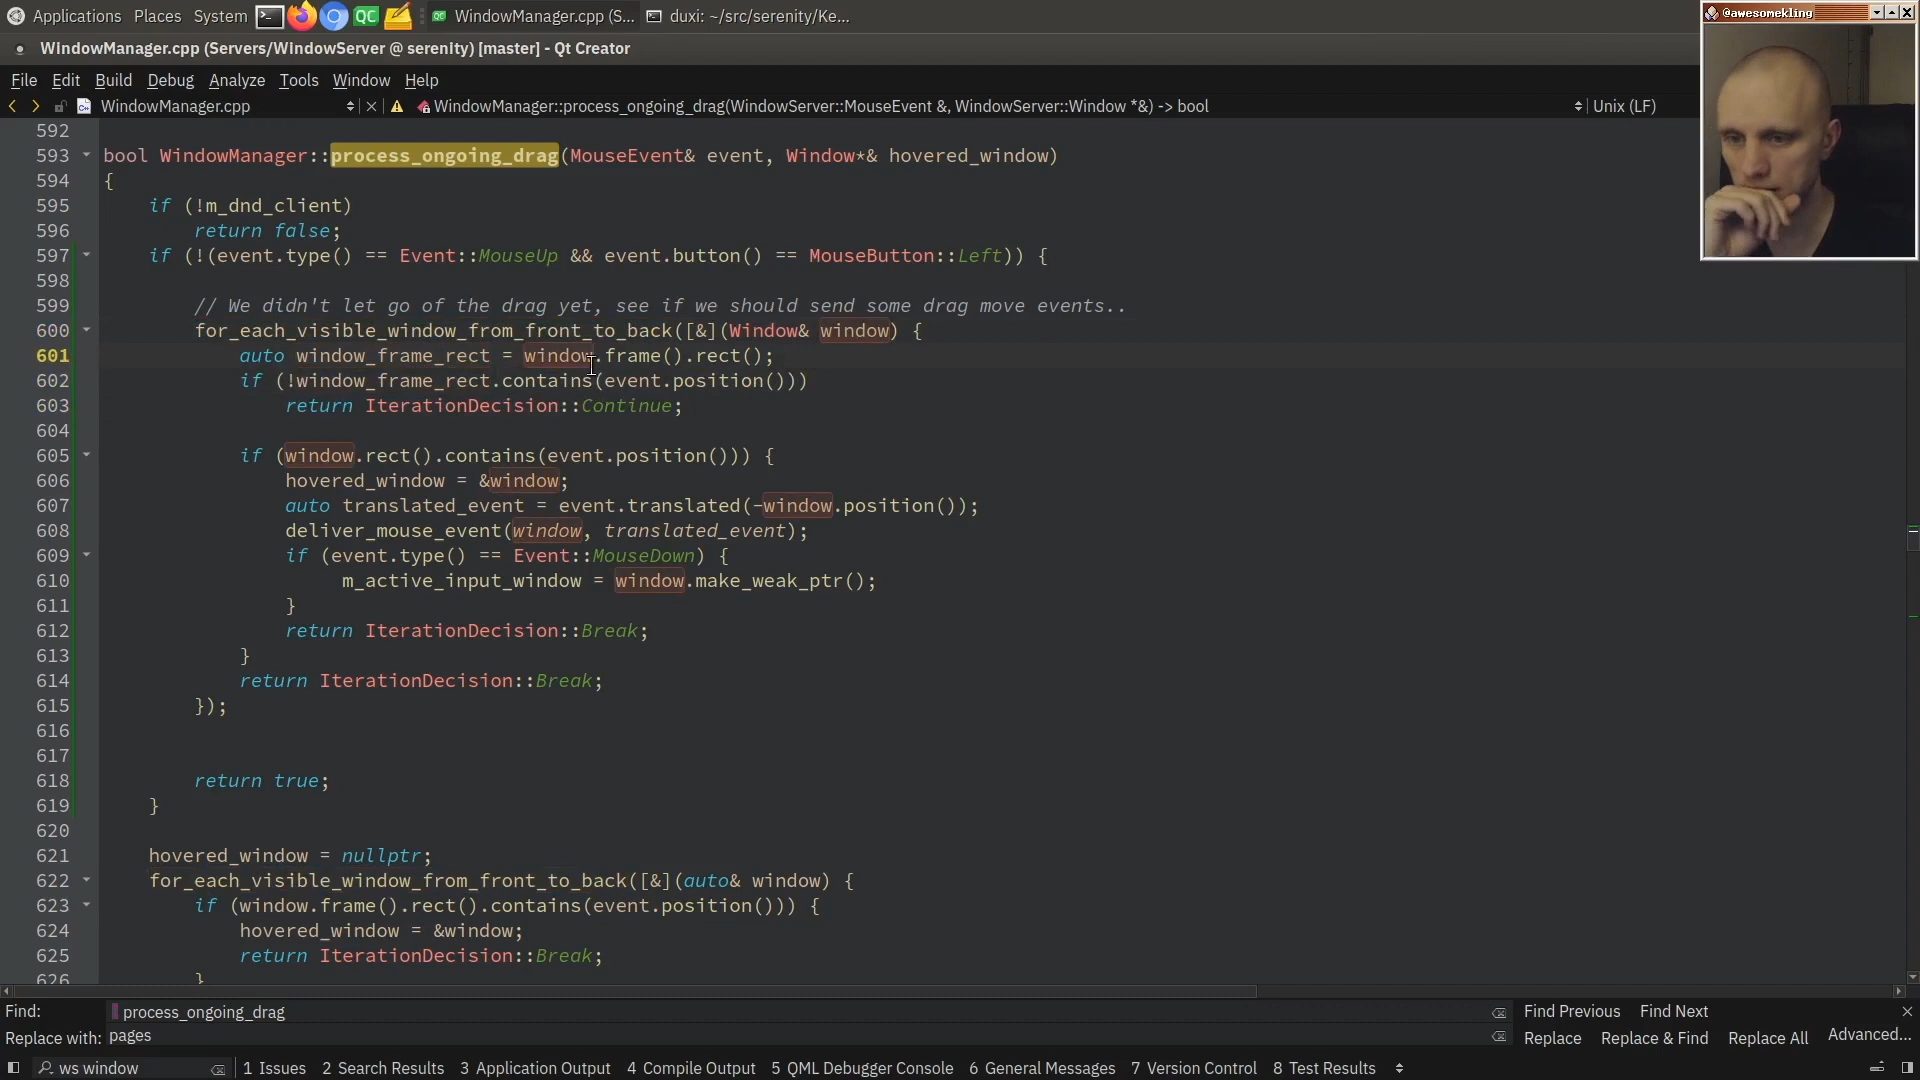 Applications Places System QC QC WindowManager.cpp (S... duxi: ~/src/serenity/Ke...
@awesomekling
WindowManager.cpp (Servers/WindowServer @ serenity) [master] - Qt Creator
File Edit Build Debug Analyze Tools Window Help
WindowManager.cpp WindowManager::process_ongoing_drag(WindowServer::MouseEvent &, WindowServer::Window *&) -> bool Unix (LF)
592
593 bool WindowManager::process_ongoing_drag(MouseEvent& event, Window*& hovered_window)
594 {
595 if (!m_dnd_client)
596 return false;
597 if (!(event.type() == Event::MouseUp && event.button() == MouseButton::Left)) {
598
599 // We didn't let go of the drag yet, see if we should send some drag move events..
600 for_each_visible_window_from_front_to_back([&](Window& window) {
601 auto window_frame_rect = window.frame().rect();
602 if (!window_frame_rect.contains(event.position()))
603 return IterationDecision::Continue;
604
605 if (window.rect().contains(event.position())) {
606 hovered_window = &window;
607 auto translated_event = event.translated(-window.position());
608 deliver_mouse_event(window, translated_event);
609 if (event.type() == Event::MouseDown) {
610 m_active_input_window = window.make_weak_ptr();
611 }
612 return IterationDecision::Break;
613 }
614 return IterationDecision::Break;
615 });
616
617
618 return true;
619 }
620
621 hovered_window = nullptr;
622 for_each_visible_window_from_front_to_back([&](auto& window) {
623 if (window.frame().rect().contains(event.position())) {
624 hovered_window = &window;
625 return IterationDecision::Break;
626 }
Find: process_ongoing_drag Find Previous Find Next
Replace with: pages Replace Replace & Find Replace All Advanced...
ws window 1 Issues 2 Search Results 3 Application Output 4 Compile Output 5 QML Debugger Console 6 General Messages 7 Version Control 8 Test Results